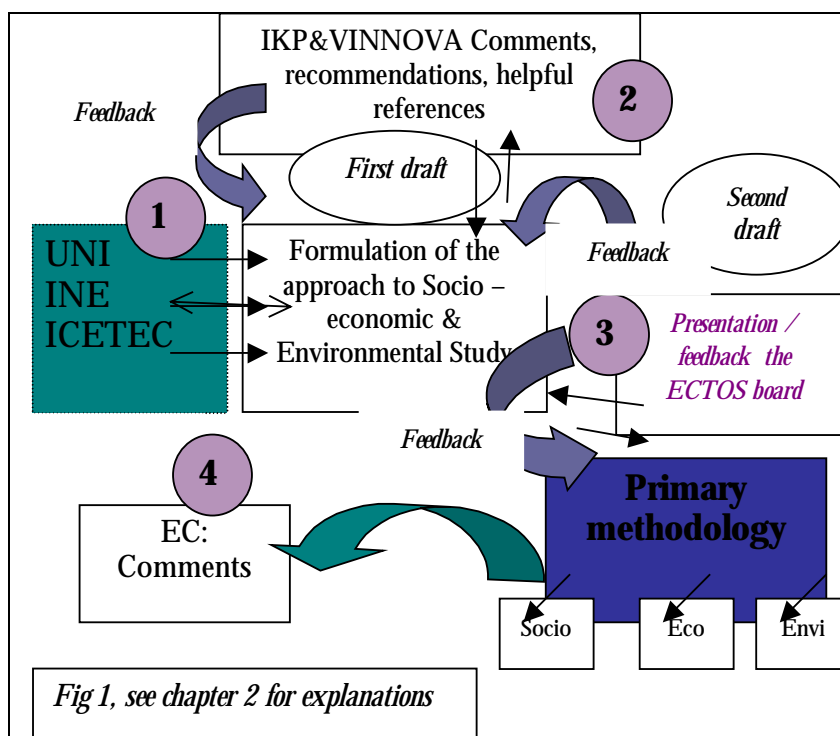 IKP&VINNOVA Comments,
recommendations, helpful
references
2
Feedback
First draft
Second
draft
1
UNI
INE
ICETEC
Formulation of the
approach to Socio –
economic &
Environmental Study
Feedback
3
Presentation /
feedback the
ECTOS board
Feedback
4
EC:
Comments
Primary
methodology
Socio
Eco
Envi
Fig 1, see chapter 2 for explanations